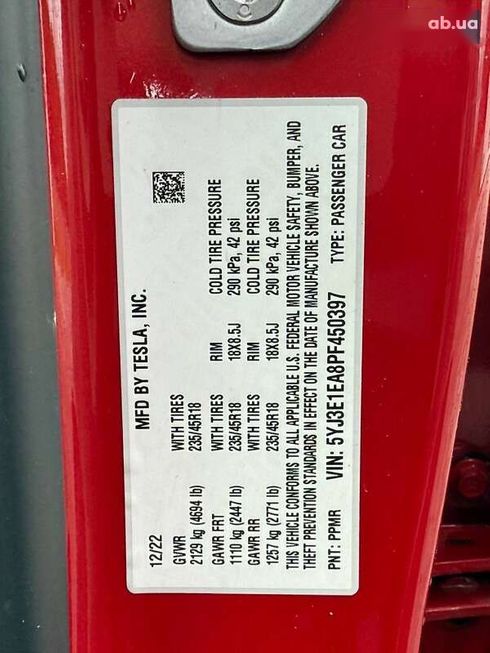 ab.ua
MFD BY TESLA, INC.
12/22
GVWR WITH TIRES RIM COLD TIRE PRESSURE
2129 kg (4694 lb) 235/45R18 18X8.5J 290 kPa, 42 psi
GAWR FRT WITH TIRES RIM COLD TIRE PRESSURE
1110 kg (2447 lb) 235/45R18 18X8.5J 290 kPa, 42 psi
GAWR RR
1257 kg (2771 lb) 235/45R18
THIS VEHICLE CONFORMS TO ALL APPLICABLE U.S. FEDERAL MOTOR VEHICLE SAFETY, BUMPER, AND
THEFT PREVENTION STANDARDS IN EFFECT ON THE DATE OF MANUFACTURE SHOWN ABOVE.
VIN: 5YJ3E1EA8PF450397
PNT: PPMR TYPE: PASSENGER CAR